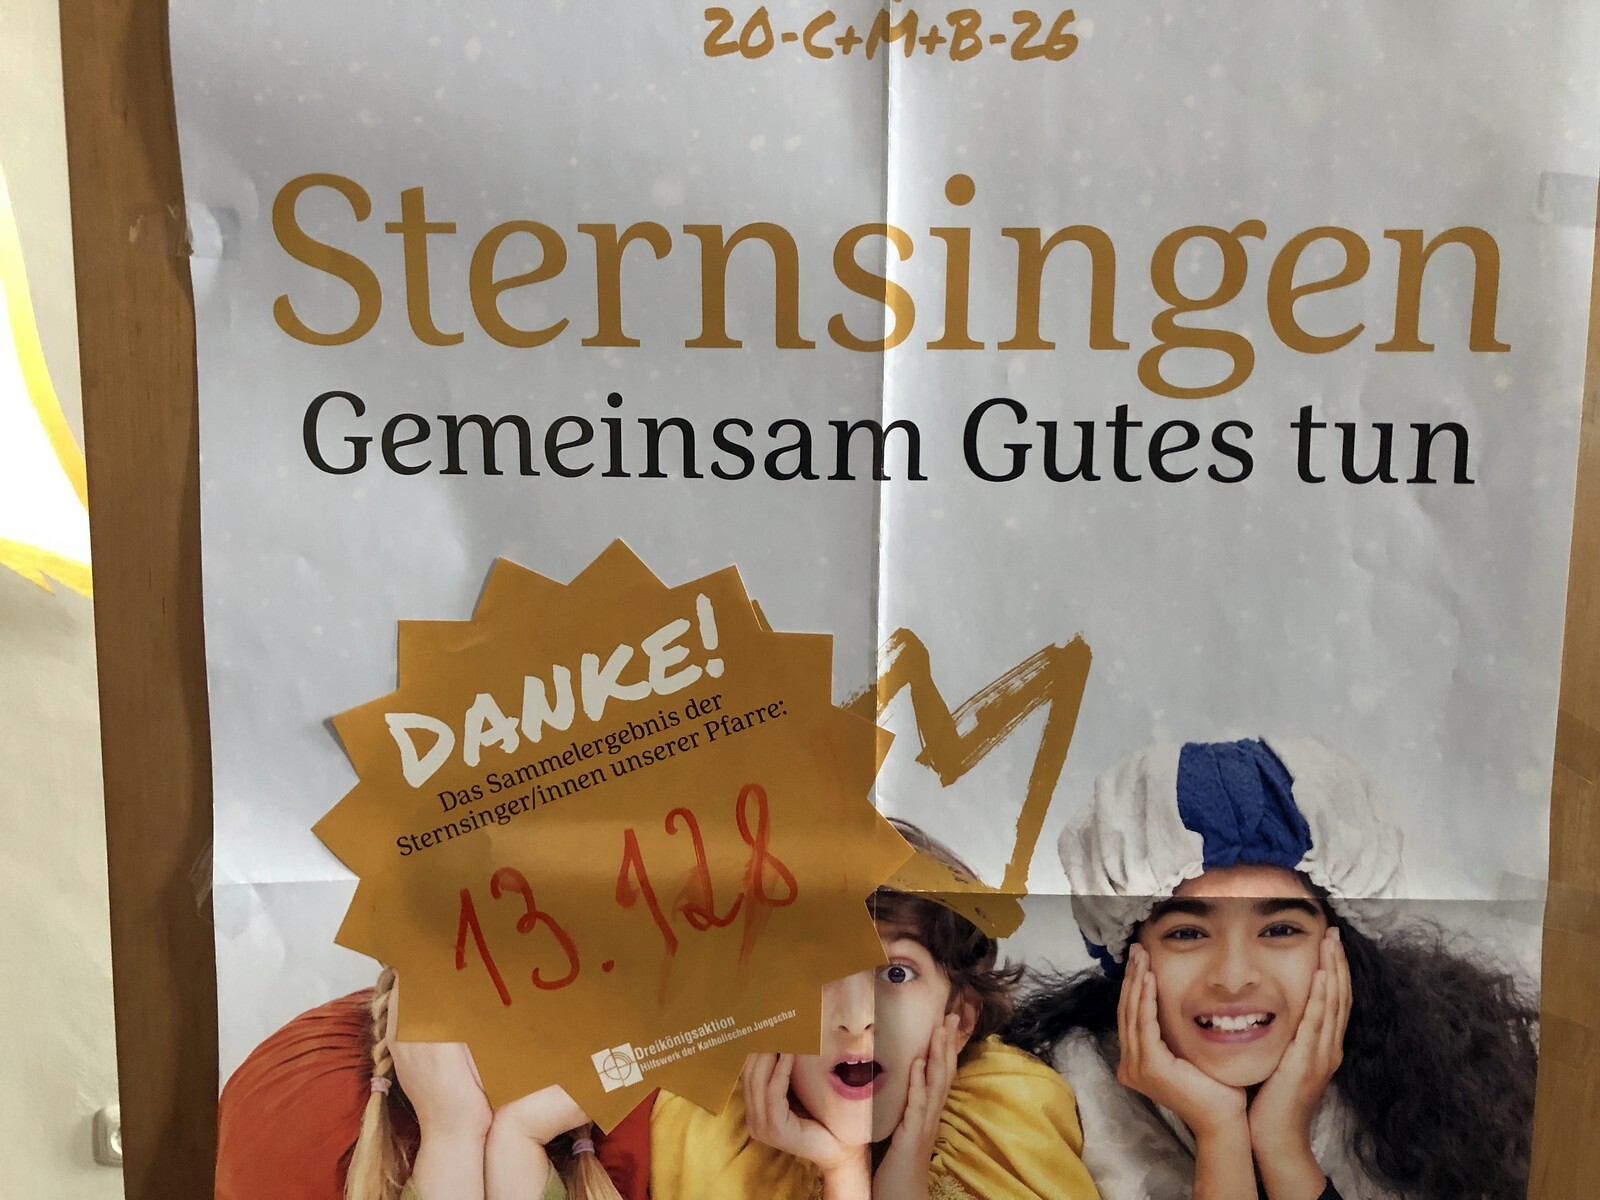 20-C+M+B-26
Sternsingen
Gemeinsam Gutes tun
DANKE!
Das Sammelergebnis der
Sternsinger/innen unserer Pfarre:
13.128
Dreikönigsaktion
Hilfswerk der Katholischen Jungschar